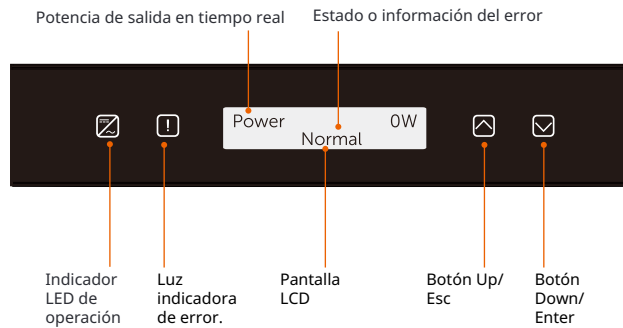 Potencia de salida en tiempo real
Estado o información del error
Power 0W
Normal
Indicador
LED de
operación
Luz
indicadora
de error.
Pantalla
LCD
Botón Up/
Esc
Botón
Down/
Enter